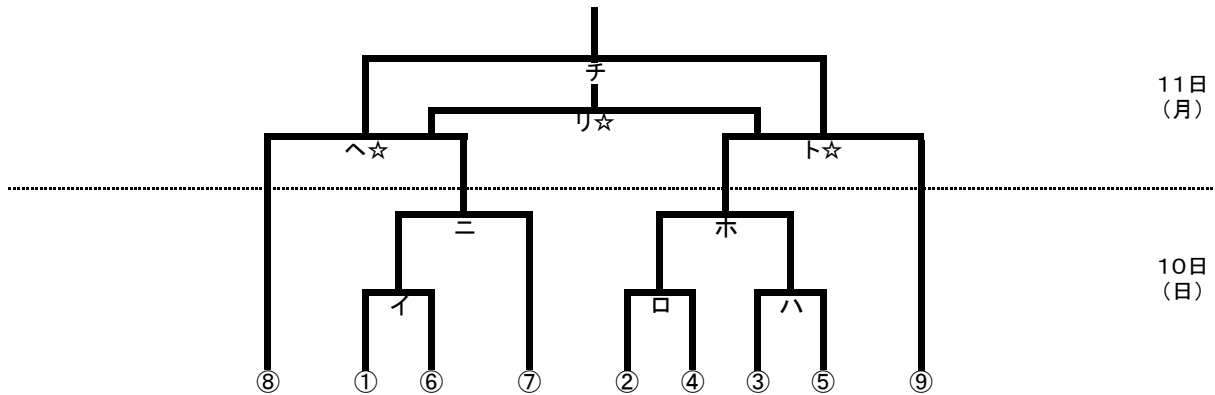 チ
11日
（月）
リ☆
ヘ☆
ト☆
ニ
ホ
10日
（日）
イ
ロ
ハ
⑧
①
⑥
⑦
②
④
③
⑤
⑨